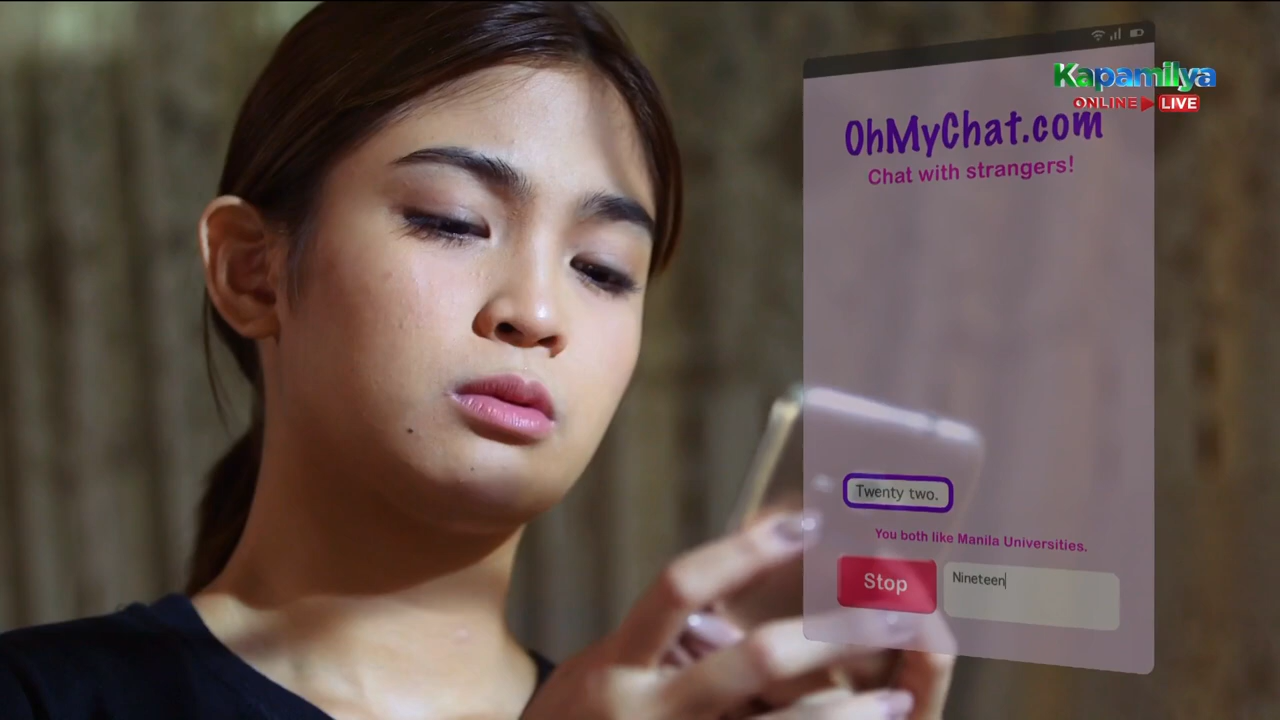 Kapamilya
ONLINE LIVE
OhMyChat.com
Chat with strangers!
Twenty two.
You both like Manila Universities.
Stop
Nineteen